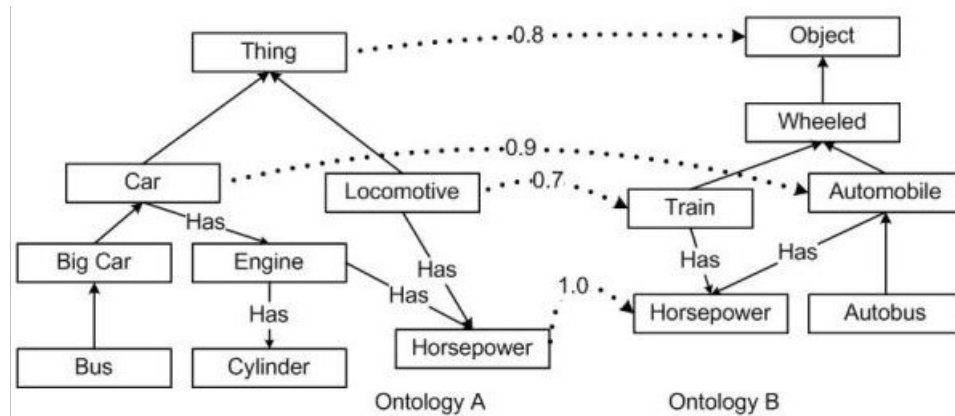 Thing
0.8
Object
Wheeled
0.9
Car
Locomotive
0.7
Train
Automobile
Has
Big Car
Engine
Has
Has
Has
Has
1.0
Horsepower
Autobus
Has
Bus
Cylinder
Horsepower
Ontology A
Ontology B